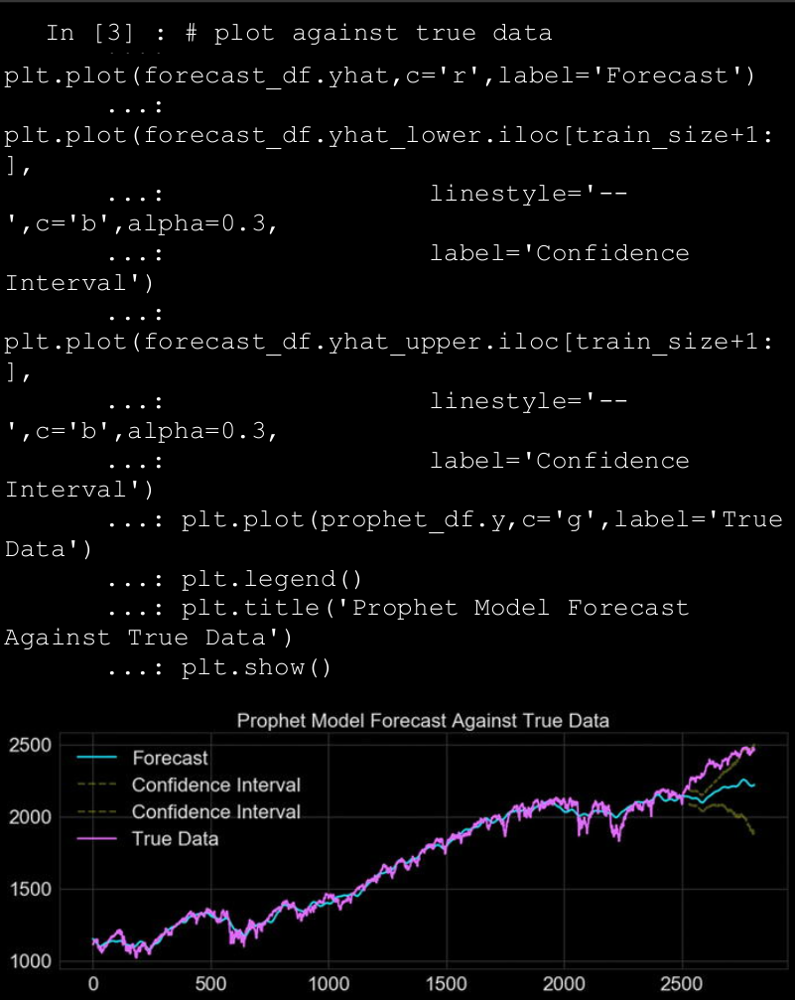 In [3] : # plot against true data
plt.plot(forecast_df.yhat,c='r',label='Forecast')
...:
plt.plot(forecast_df.yhat_lower.iloc[train_size+1:
],
...: linestyle='--
',c='b',alpha=0.3,
...: label='Confidence
Interval')
...:
plt.plot(forecast_df.yhat_upper.iloc[train_size+1:
],
...: linestyle='--
',c='b',alpha=0.3,
...: label='Confidence
Interval')
...: plt.plot(prophet_df.y,c='g',label='True
Data')
...: plt.legend()
...: plt.title('Prophet Model Forecast
Against True Data')
...: plt.show()
Prophet Model Forecast Against True Data
2500
Forecast
Confidence Interval
Confidence Interval
True Data
2000
1500
1000
0 500 1000 1500 2000 2500